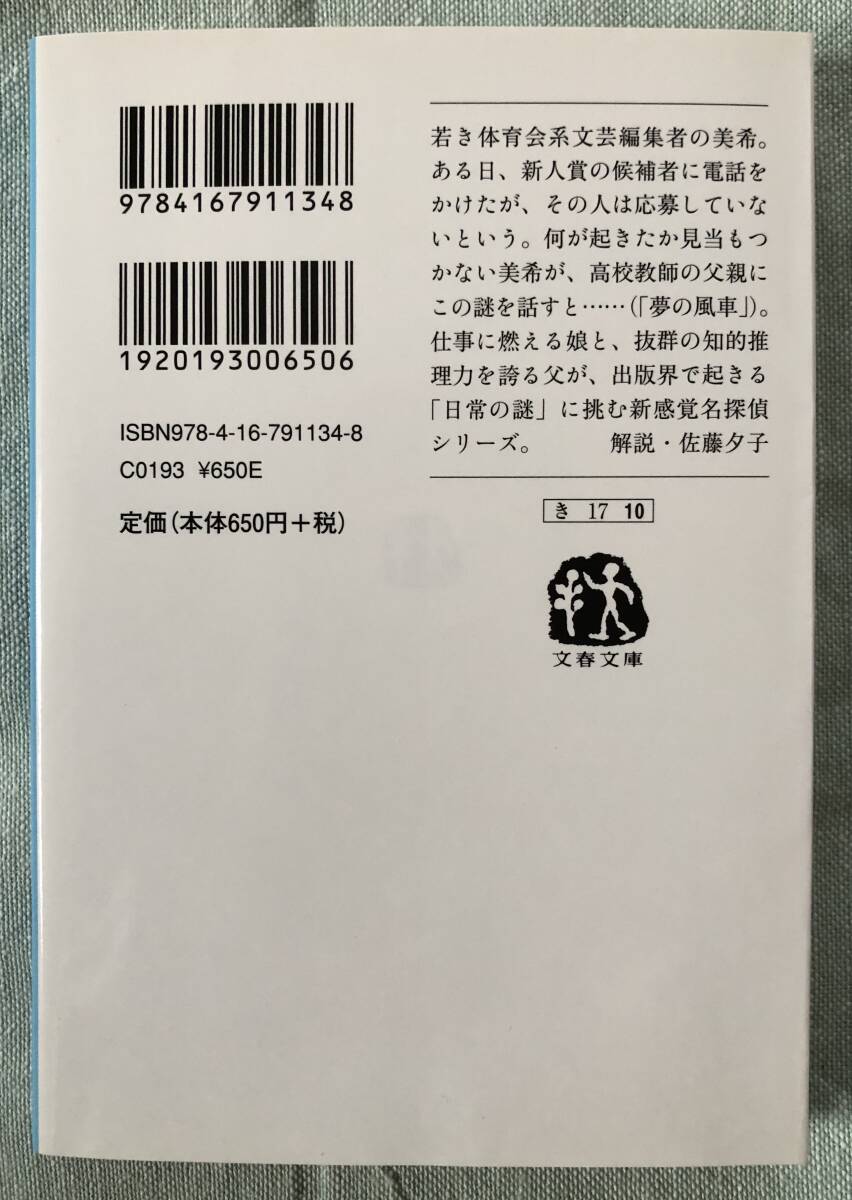 9784167911348
1920193006506
ISBN978-4-16-791134-8
C0193 ¥650E
定価(本体650円+税)
若き体育会系文芸編集者の美希。
ある日、新人賞の候補者に電話を
かけたが、その人は応募していな
いという。何が起きたか見当もつ
かない美希が、高校教師の父親に
この謎を話すと……(「夢の風車」)。
仕事に燃える娘と、抜群の知的推
理力を誇る父が、出版界で起きる
「日常の謎」に挑む新感覚名探偵
シリーズ。　　　解説・佐藤夕子
き 17 10
文春文庫